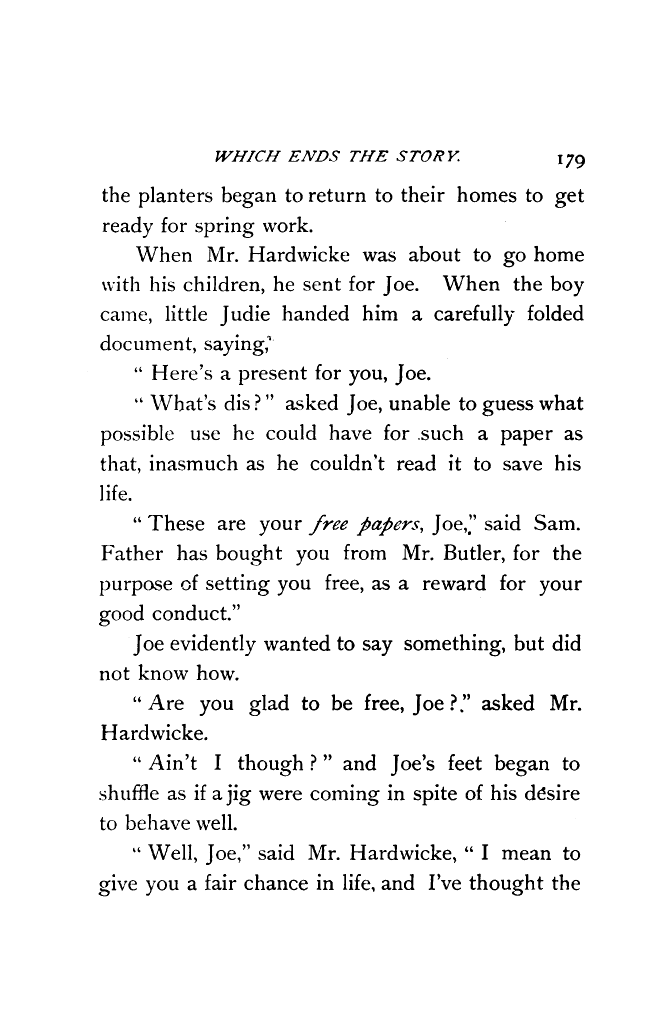 WHICH ENDS THE STORY. 179
the planters began to return to their homes to get
ready for spring work.
When Mr. Hardwicke was about to go home
with his children, he sent for Joe. When the boy
came, little Judie handed him a carefully folded
document, saying,
" Here's a present for you, Joe.
" What's dis?" asked Joe, unable to guess what
possible use he could have for such a paper as
that, inasmuch as he couldn't read it to save his
life.
" These are your free papers, Joe," said Sam.
Father has bought you from Mr. Butler, for the
purpose of setting you free, as a reward for your
good conduct."
Joe evidently wanted to say something, but did
not know how.
" Are you glad to be free, Joe?." asked Mr.
Hardwicke.
" Ain't I though ? " and Joe's feet began to
shuffle as if a jig were coming in spite of his desire
to behave well.
" Well, Joe," said Mr. Hardwicke, " I mean to
give you a fair chance in life, and I've thought the